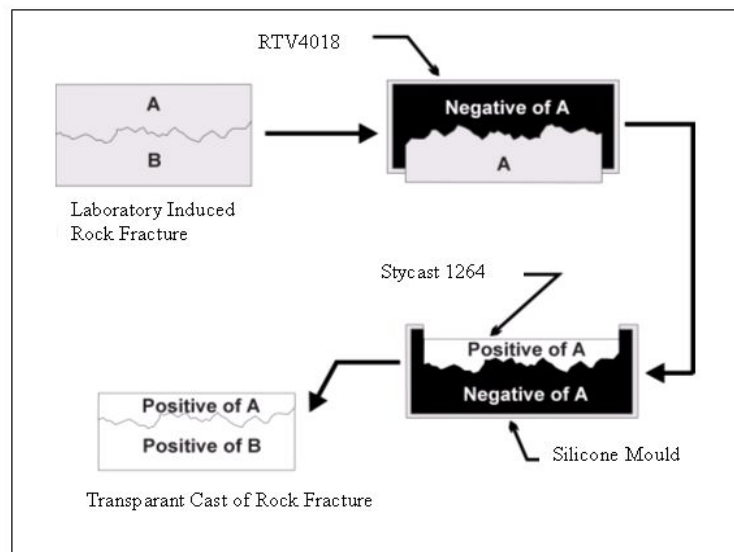 RTV4018
A
B
Negative of A
A
Laboratory Induced
Rock Fracture
Stycast 1264
Positive of A
Negative of A
Positive of A
Positive of B
Silicone Mould
Transparant Cast of Rock Fracture